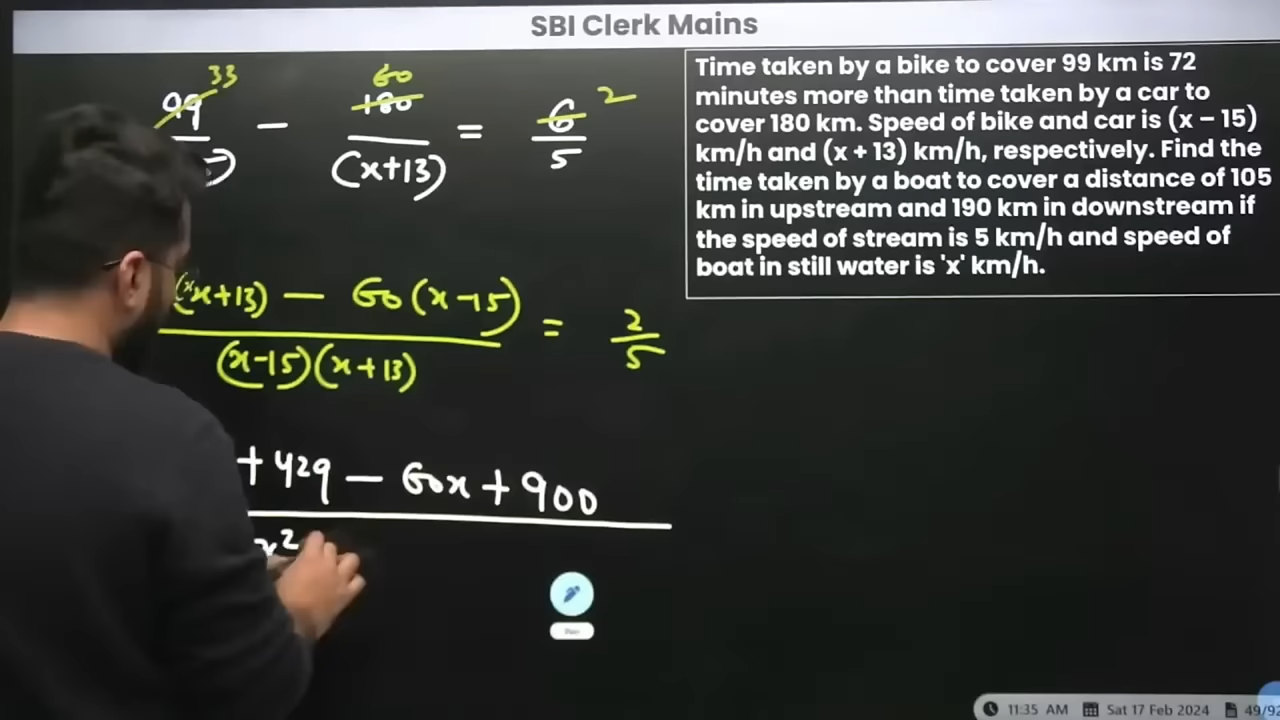 SBI Clerk Mains
Time taken by a bike to cover 99 km is 72
minutes more than time taken by a car to
cover 180 km. Speed of bike and car is (x – 15)
km/h and (x + 13) km/h, respectively. Find the
time taken by a boat to cover a distance of 105
km in upstream and 190 km in downstream if
the speed of stream is 5 km/h and speed of
boat in still water is 'x' km/h.
33 60 2
99 – 180 = 6
) (x+13) 5
x+13) – 60(x-15) = 2
(x-15)(x+13) 5
+429 – 60x + 900
x²
Pen
11:35 AM Sat 17 Feb 2024 49/92